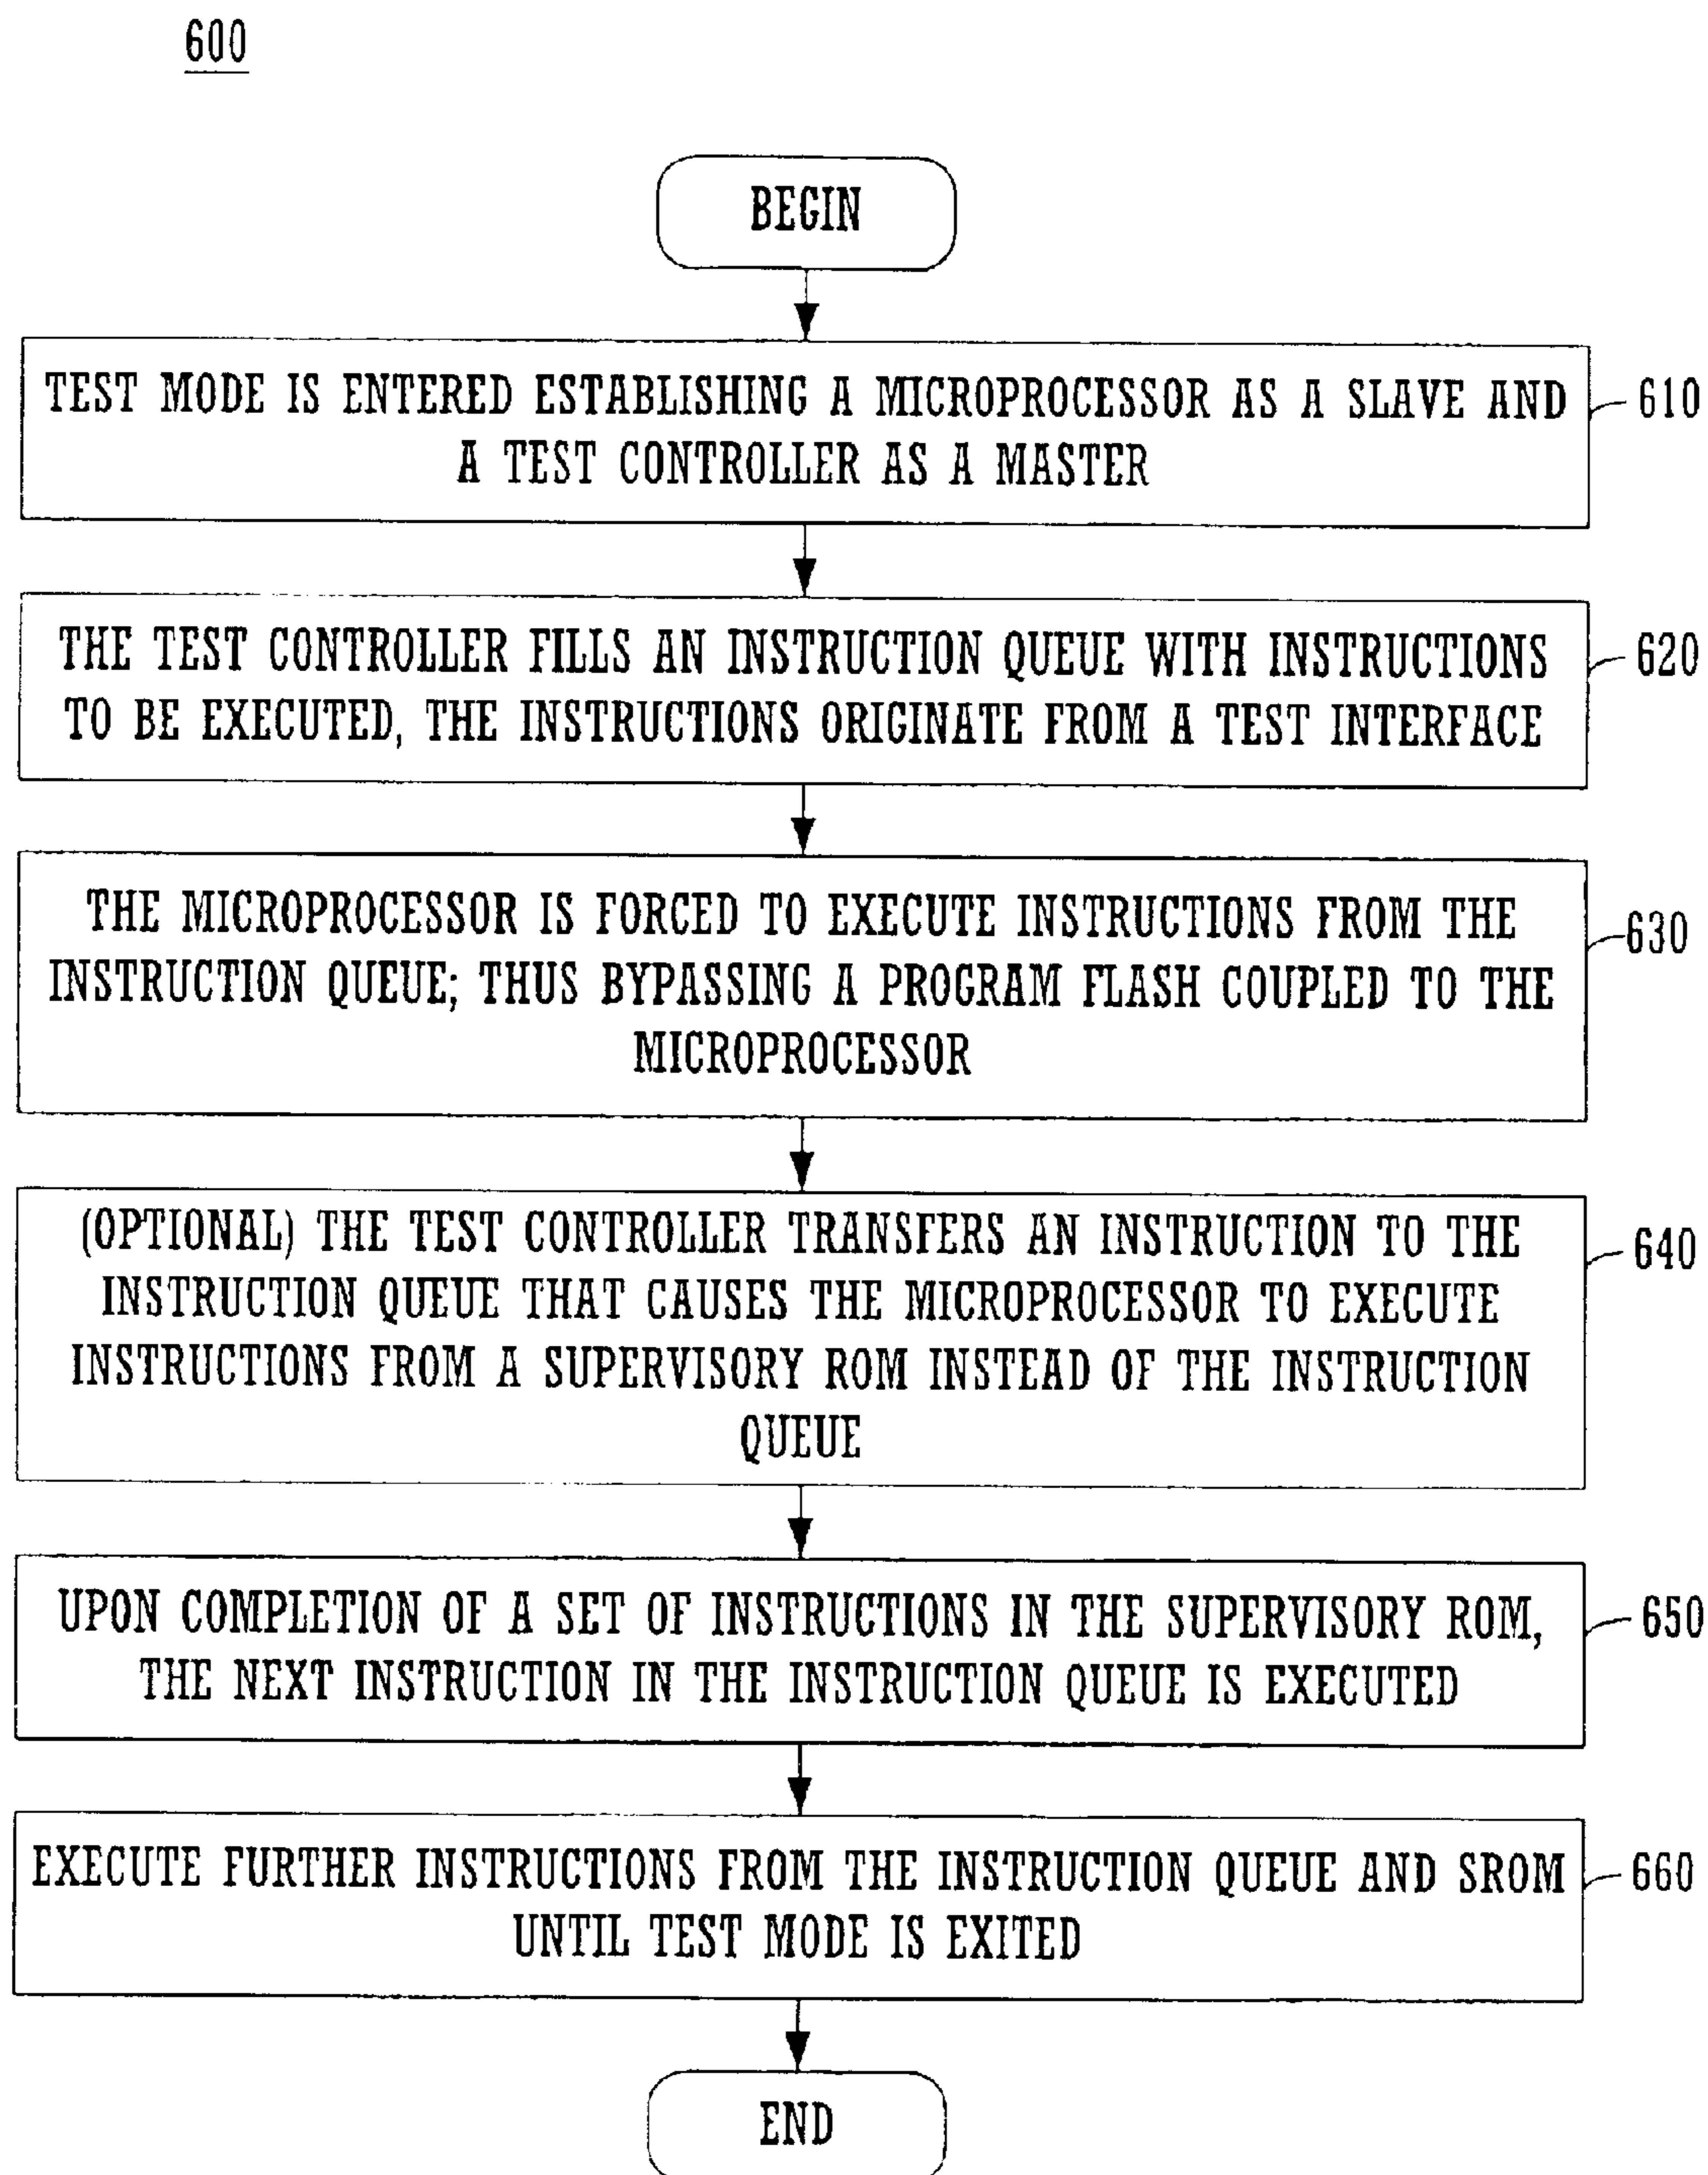 600
BEGIN
TEST MODE IS ENTERED ESTABLISHING A MICROPROCESSOR AS A SLAVE AND
A TEST CONTROLLER AS A MASTER
610
THE TEST CONTROLLER FILLS AN INSTRUCTION QUEUE WITH INSTRUCTIONS
TO BE EXECUTED, THE INSTRUCTIONS ORIGINATE FROM A TEST INTERFACE
620
THE MICROPROCESSOR IS FORCED TO EXECUTE INSTRUCTIONS FROM THE
INSTRUCTION QUEUE; THUS BYPASSING A PROGRAM FLASH COUPLED TO THE
MICROPROCESSOR
630
(OPTIONAL) THE TEST CONTROLLER TRANSFERS AN INSTRUCTION TO THE
INSTRUCTION QUEUE THAT CAUSES THE MICROPROCESSOR TO EXECUTE
INSTRUCTIONS FROM A SUPERVISORY ROM INSTEAD OF THE INSTRUCTION
QUEUE
640
UPON COMPLETION OF A SET OF INSTRUCTIONS IN THE SUPERVISORY ROM,
THE NEXT INSTRUCTION IN THE INSTRUCTION QUEUE IS EXECUTED
650
EXECUTE FURTHER INSTRUCTIONS FROM THE INSTRUCTION QUEUE AND SROM
UNTIL TEST MODE IS EXITED
660
END